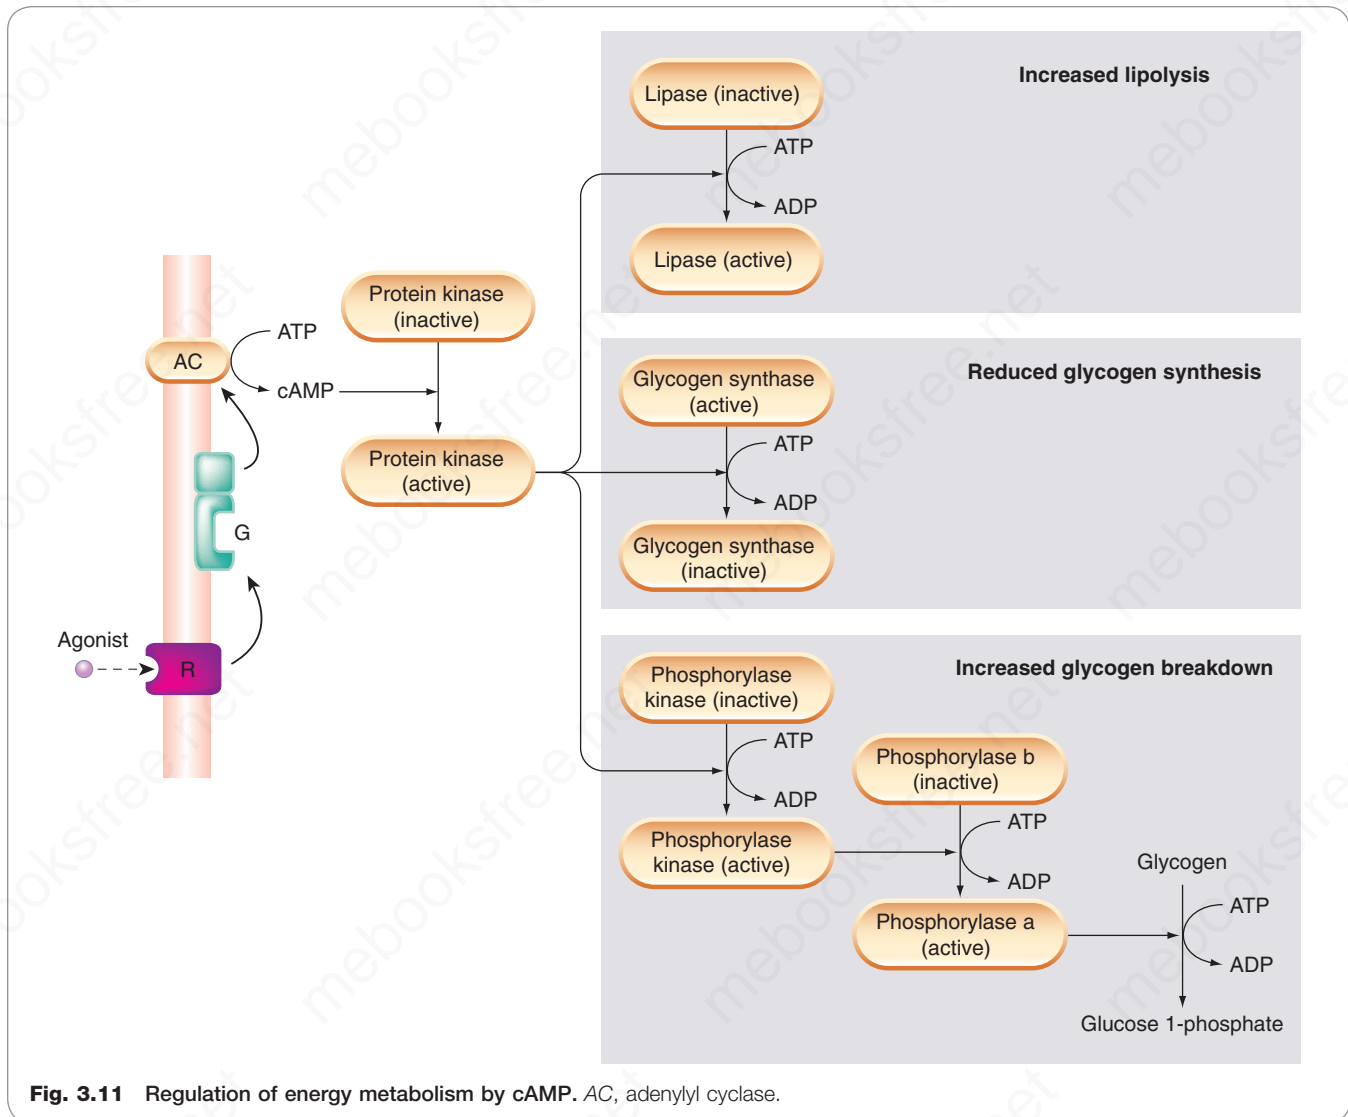 Increased lipolysis
Lipase (inactive)
ATP
ADP
Lipase (active)
Protein kinase
(inactive)
ATP
AC
cAMP
Protein kinase
(active)
G
Agonist
R
Reduced glycogen synthesis
Glycogen synthase
(active)
ATP
ADP
Glycogen synthase
(inactive)
Increased glycogen breakdown
Phosphorylase
kinase (inactive)
ATP
ADP
Phosphorylase
kinase (active)
Phosphorylase b
(inactive)
ATP
ADP
Phosphorylase a
(active)
Glycogen
ATP
ADP
Glucose 1-phosphate
Fig. 3.11 Regulation of energy metabolism by cAMP. AC, adenylyl cyclase.
mebooksfree.net